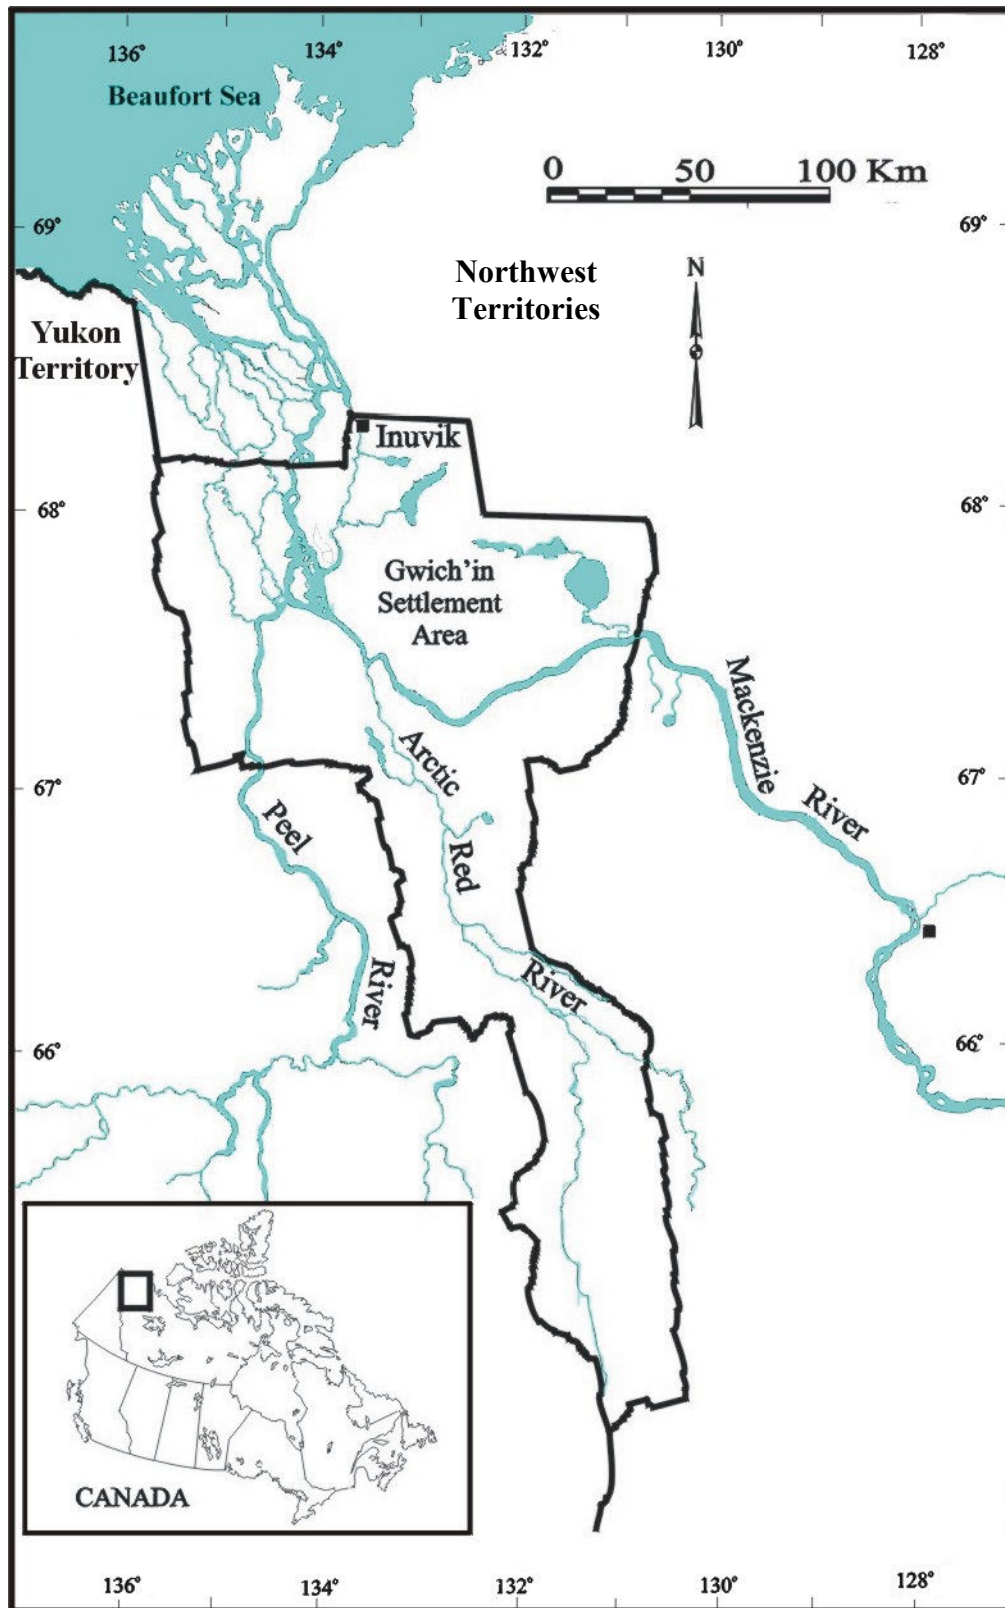 136°
134°
132°
130°
128°
Beaufort Sea
0 50 100 Km
69°
69°
Northwest
Territories
N
Yukon
Territory
Inuvik
68°
68°
Gwich'in
Settlement
Area
Mackenzie
River
Arctic
Red
River
67°
67°
Peel
River
66°
66°
CANADA
136°
134°
132°
130°
128°